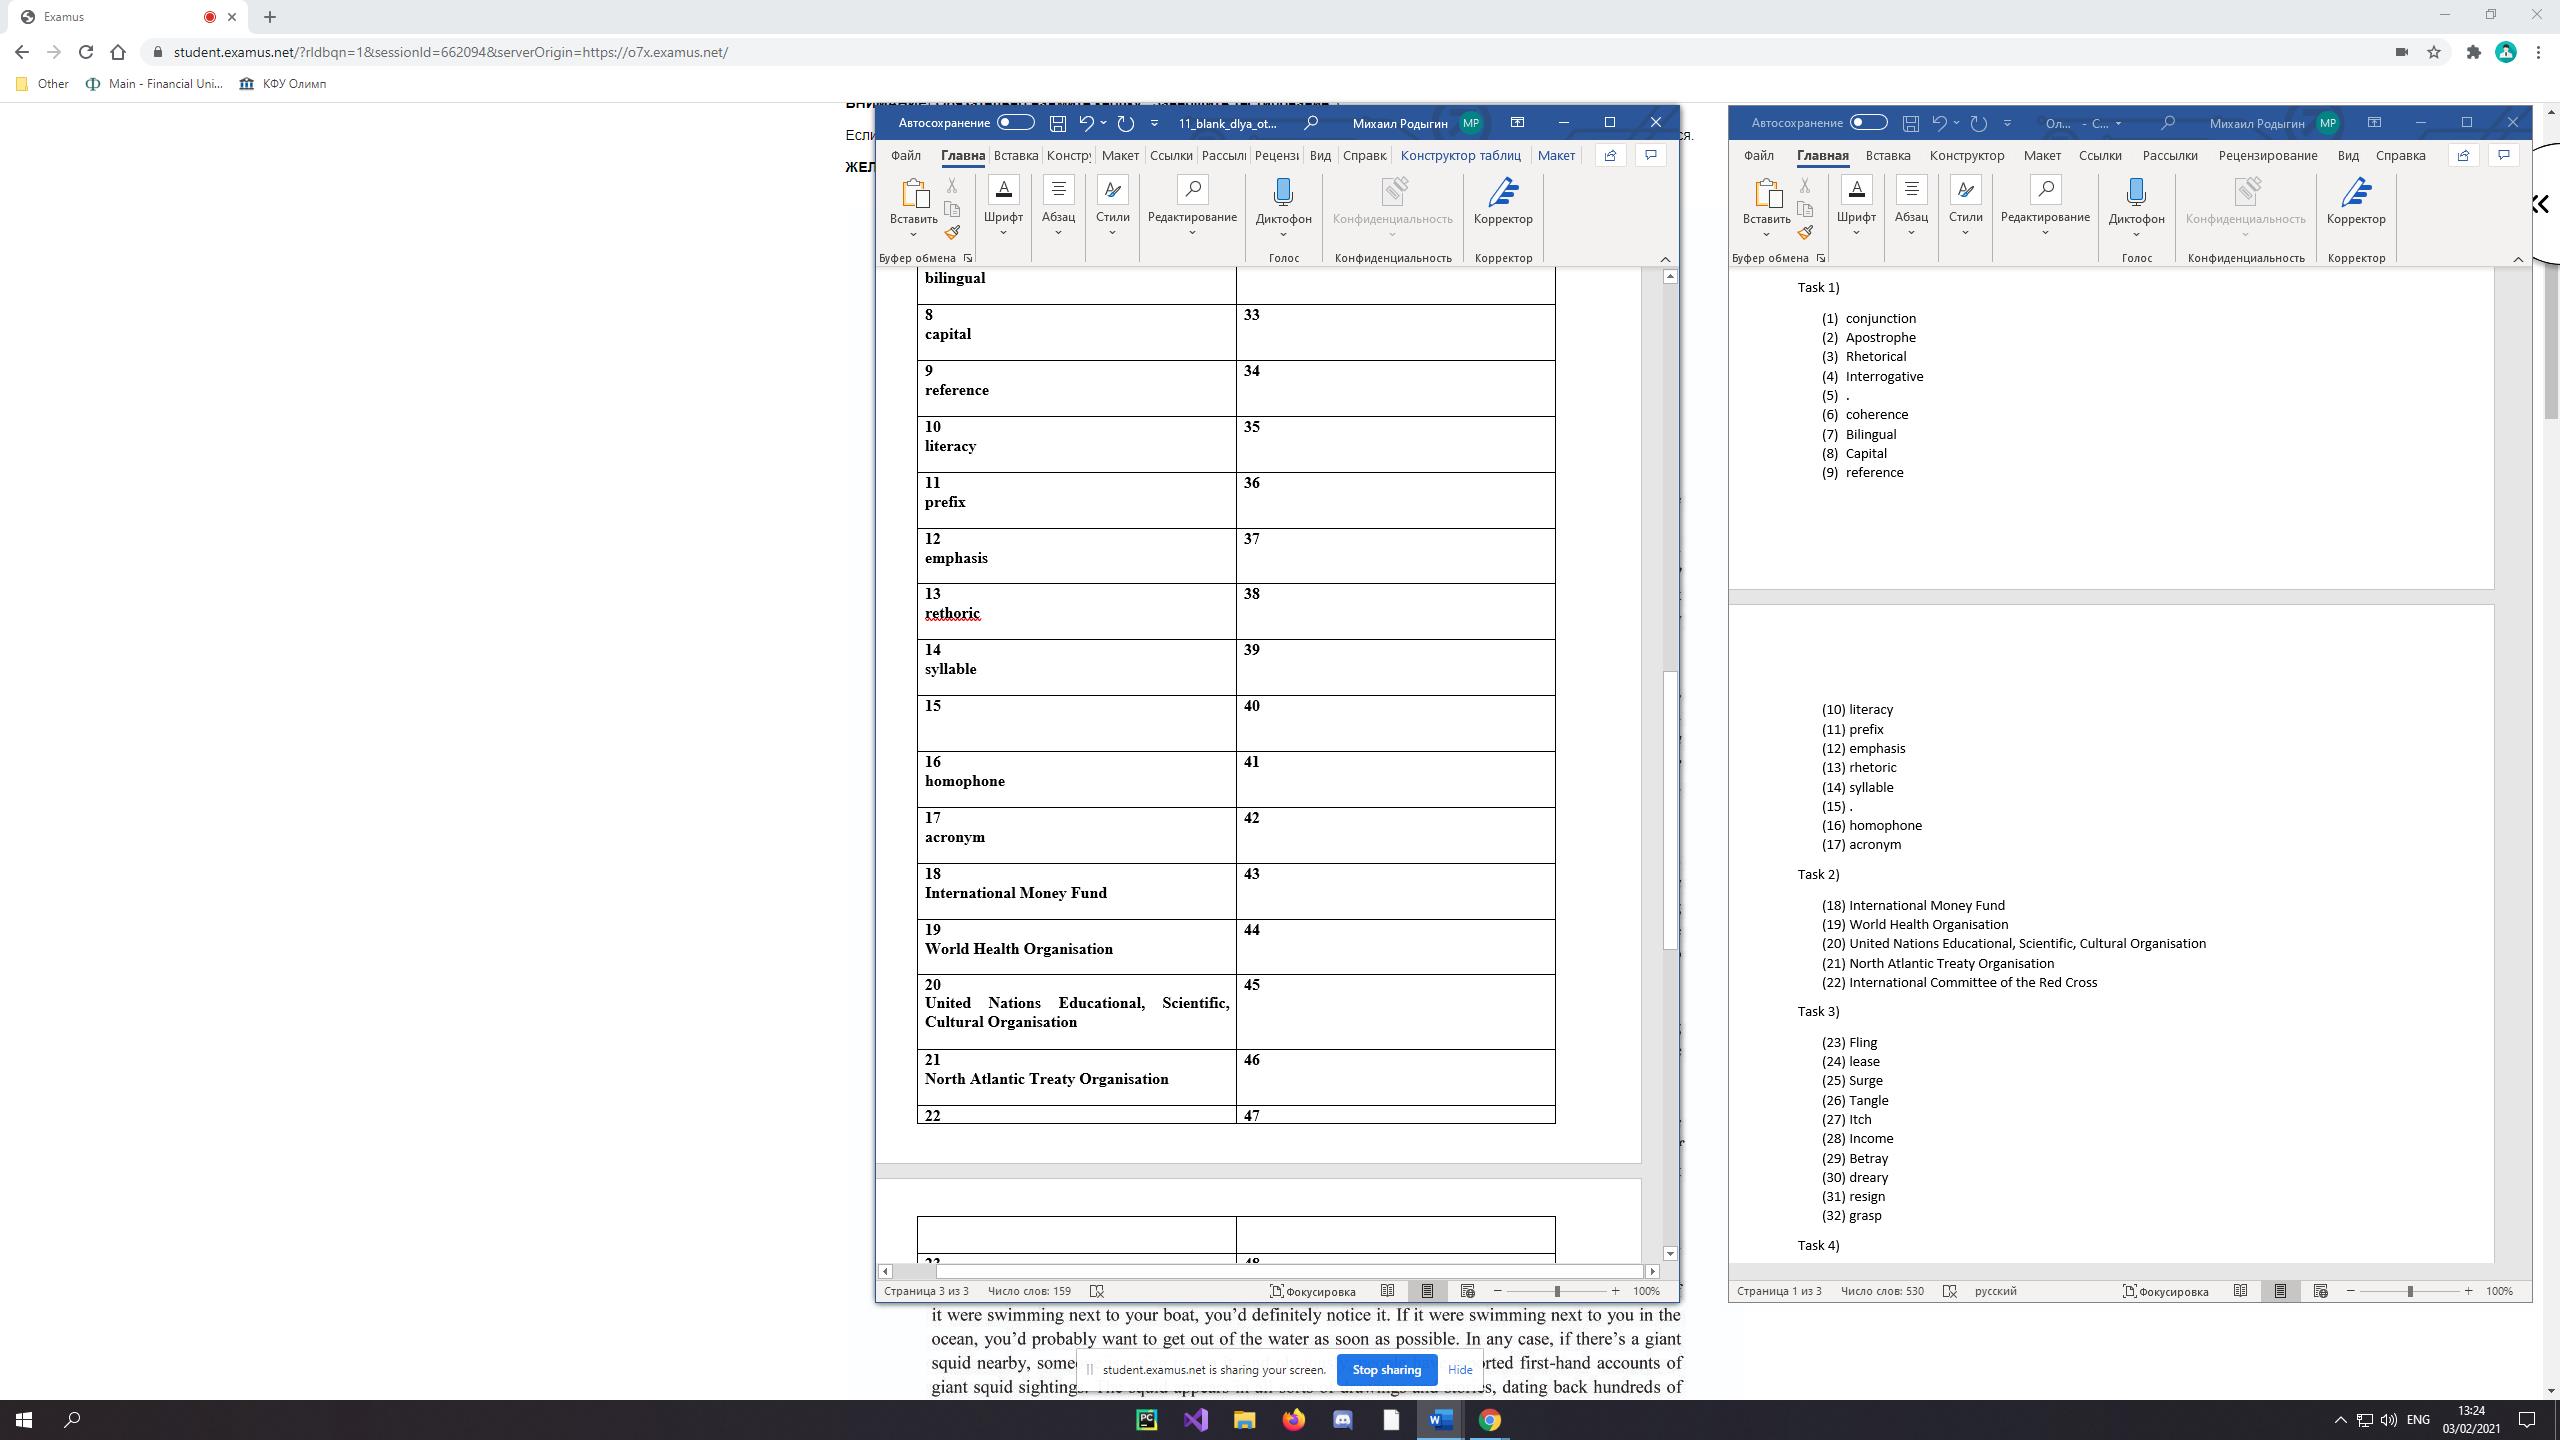 Examus
student.examus.net/?rldbqn=1&sessionId=662094&serverOrigin=https://o7x.examus.net/
Other Main - Financial Uni... КФУ Олимп
Если
ся.
ЖЕЛ
Автосохранение 11_blank_dlya_ot... Михаил Родыгин МР
Файл Главна Вставка Констру Макет Ссылки Рассыл Реценз Вид Справк Конструктор таблиц Макет
Вставить Шрифт Абзац Стили Редактирование Диктофон Конфиденциальность Корректор
Буфер обмена Голос Конфиденциальность Корректор
bilingual
8 33
capital
9 34
reference
10 35
literacy
11 36
prefix
12 37
emphasis
13 38
rethoric
14 39
syllable
15 40
16 41
homophone
17 42
acronym
18 43
International Money Fund
19 44
World Health Organisation
20 45
United Nations Educational, Scientific,
Cultural Organisation
21 46
North Atlantic Treaty Organisation
22 47
23 48
Страница 3 из 3 Число слов: 159 Фокусировка 100%
Автосохранение Ол... - С... Михаил Родыгин МР
Файл Главная Вставка Конструктор Макет Ссылки Рассылки Рецензирование Вид Справка
Вставить Шрифт Абзац Стили Редактирование Диктофон Конфиденциальность Корректор
Буфер обмена Голос Конфиденциальность Корректор
Task 1)
(1) conjunction
(2) Apostrophe
(3) Rhetorical
(4) Interrogative
(5) .
(6) coherence
(7) Bilingual
(8) Capital
(9) reference
(10) literacy
(11) prefix
(12) emphasis
(13) rhetoric
(14) syllable
(15) .
(16) homophone
(17) acronym
Task 2)
(18) International Money Fund
(19) World Health Organisation
(20) United Nations Educational, Scientific, Cultural Organisation
(21) North Atlantic Treaty Organisation
(22) International Committee of the Red Cross
Task 3)
(23) Fling
(24) lease
(25) Surge
(26) Tangle
(27) Itch
(28) Income
(29) Betray
(30) dreary
(31) resign
(32) grasp
Task 4)
Страница 1 из 3 Число слов: 530 русский Фокусировка 100%
it were swimming next to your boat, you'd definitely notice it. If it were swimming next to you in the
ocean, you'd probably want to get out of the water as soon as possible. In any case, if there's a giant
squid nearby, some orted first-hand accounts of
giant squid sightings. , dating back hundreds of
student.examus.net is sharing your screen. Stop sharing Hide
ENG 13:24
03/02/2021